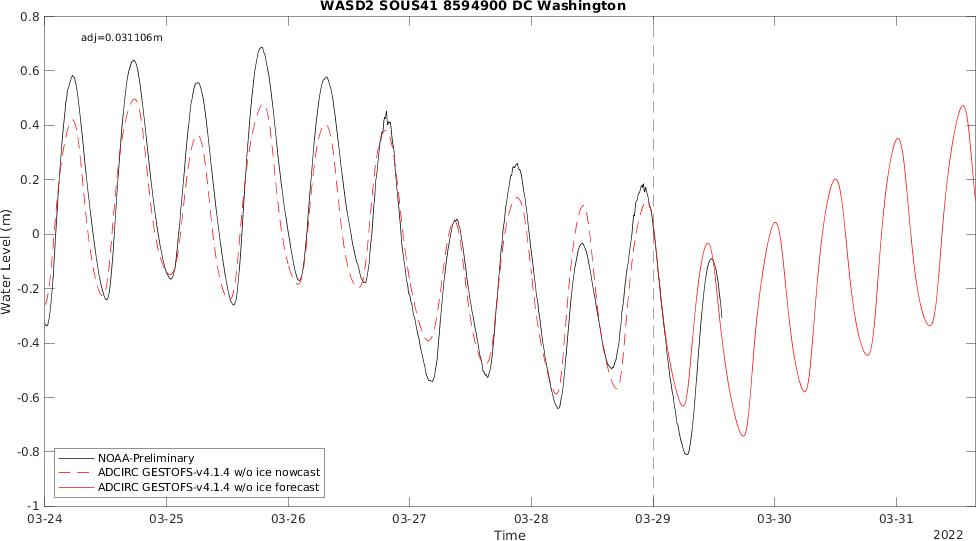 WASD2 SOUS41 8594900 DC Washington
adj=0.031106m
0.8
0.6
0.4
0.2
0
-0.2
-0.4
-0.6
-0.8
-1
Water Level (m)
NOAA-Preliminary
ADCIRC GESTOFS-v4.1.4 w/o ice nowcast
ADCIRC GESTOFS-v4.1.4 w/o ice forecast
03-24 03-25 03-26 03-27 03-28 03-29 03-30 03-31
Time
2022